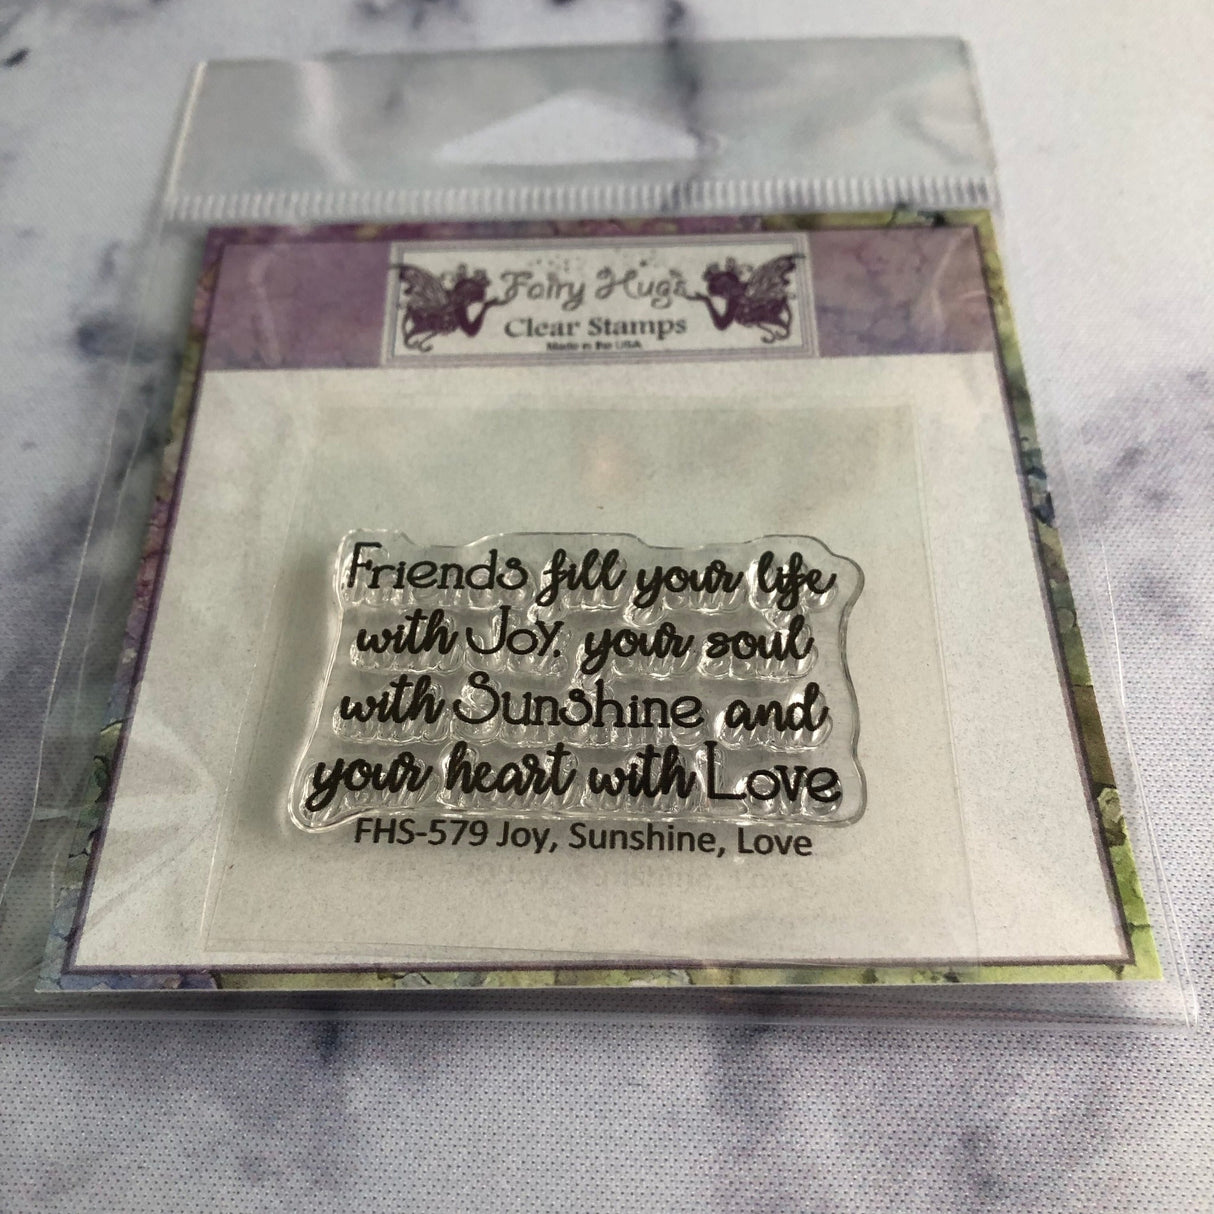 Fairy Hugs
Clear Stamps
Made in the USA
Friends fill your life
with Joy, your soul
with Sunshine and
your heart with Love
FHS-579 Joy, Sunshine, Love